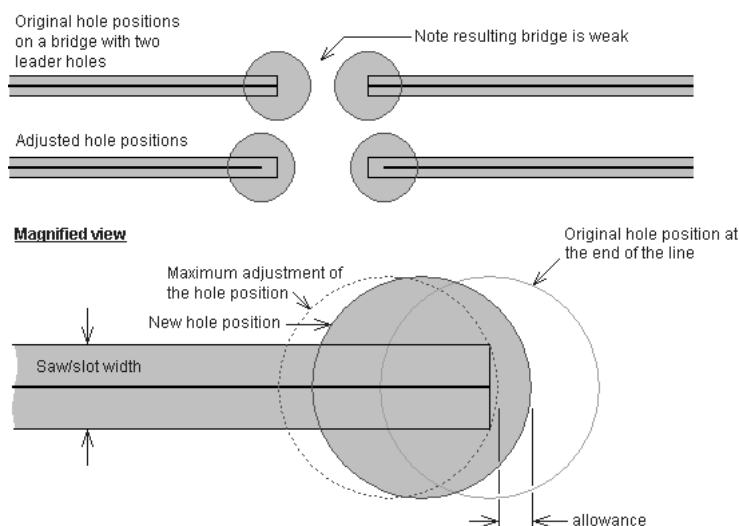 Original hole positions
on a bridge with two
leader holes
Note resulting bridge is weak
Adjusted hole positions
Magnified view
Original hole position at
the end of the line
Maximum adjustment of
the hole position
New hole position
Saw/slot width
allowance